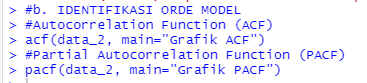 > #b. IDENTIFIKASI ORDE MODEL
> #Autocorrelation Function (ACF)
> acf(data_2, main="Grafik ACF")
> #Partial Autocorrelation Function (PACF)
> pacf(data_2, main="Grafik PACF")